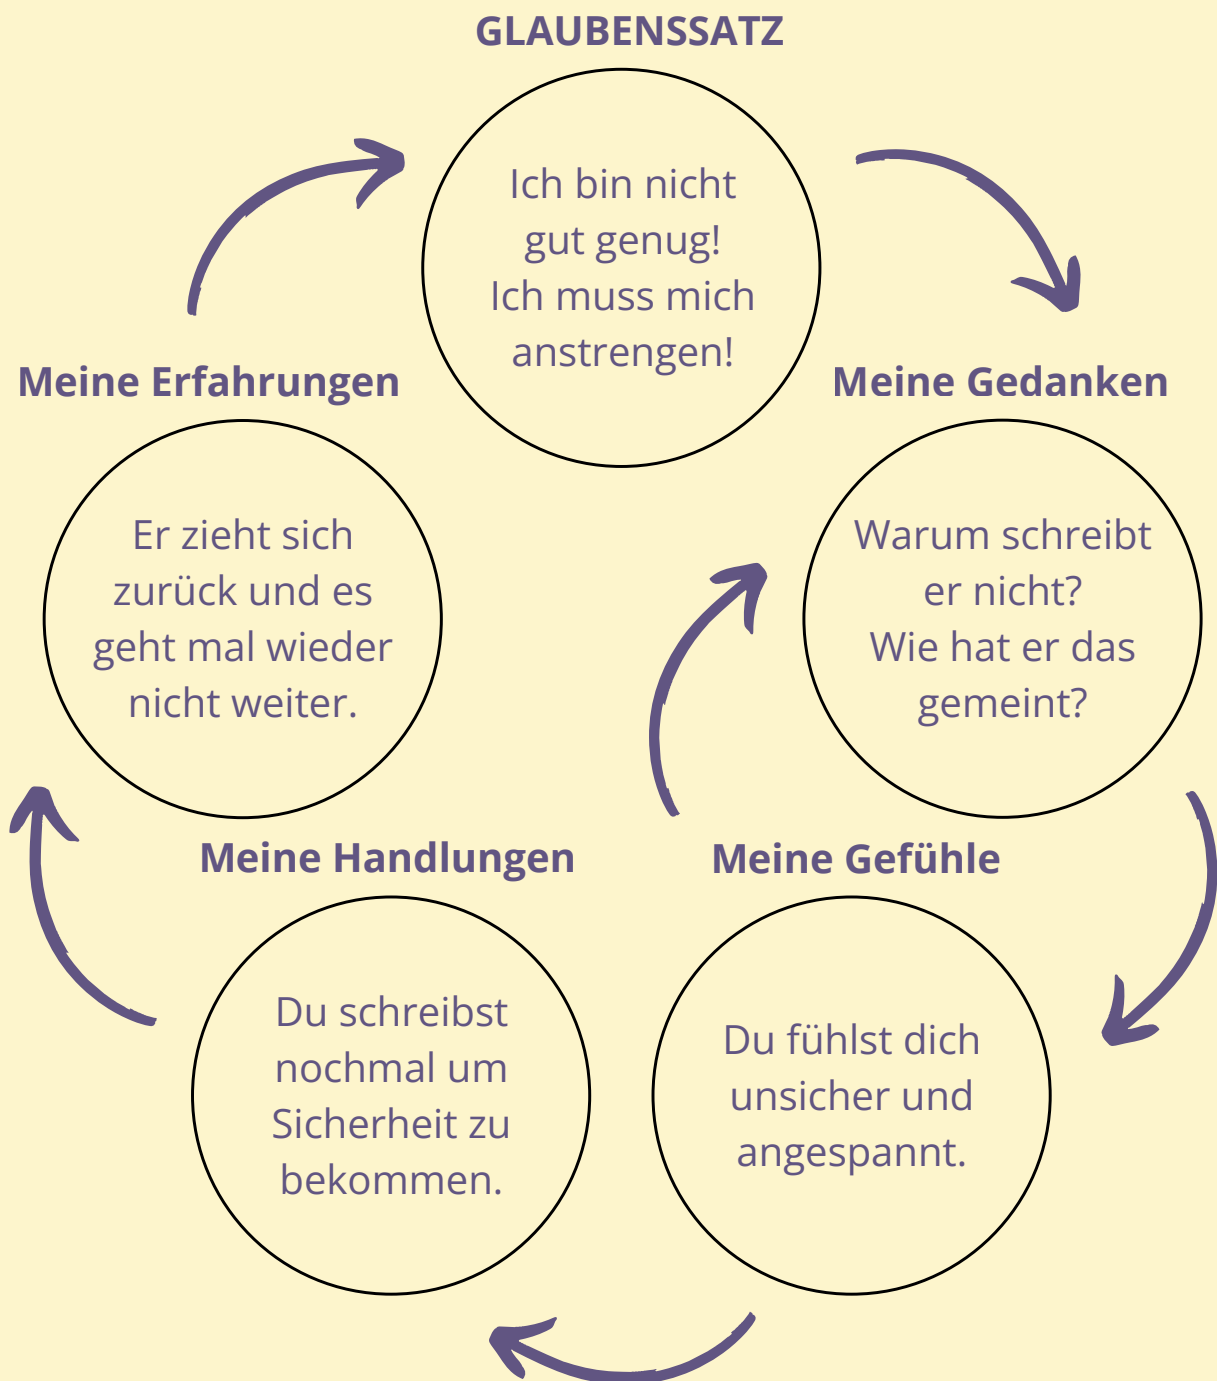 GLAUBENSSATZ
Ich bin nicht
gut genug!
Ich muss mich
anstrengen!
Meine Gedanken
Warum schreibt
er nicht?
Wie hat er das
gemeint?
Meine Gefühle
Du fühlst dich
unsicher und
angespannt.
Meine Handlungen
Du schreibst
nochmal um
Sicherheit zu
bekommen.
Meine Erfahrungen
Er zieht sich
zurück und es
geht mal wieder
nicht weiter.